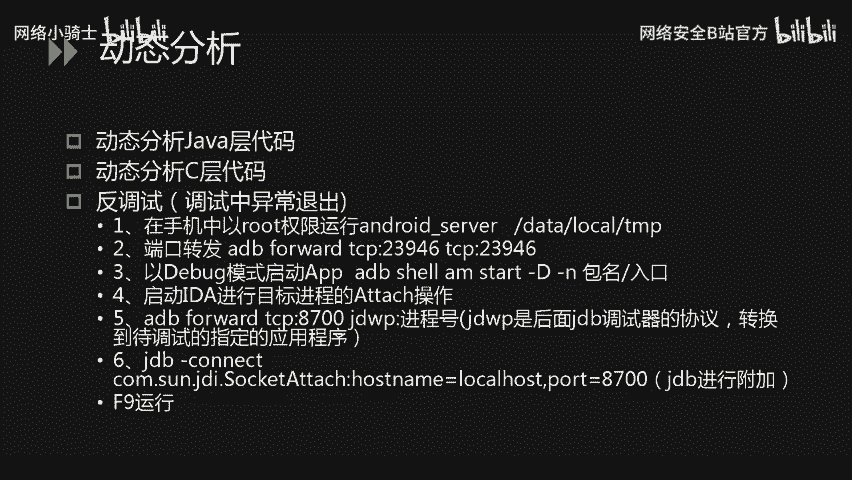 网络小骑士 bilibili
网络安全B站官方 bilibili
动态分析
动态分析Java层代码
动态分析C层代码
反调试（调试中异常退出)
• 1、在手机中以root权限运行android_server /data/local/tmp
• 2、端口转发 adb forward tcp:23946 tcp:23946
• 3、以Debug模式启动App adb shell am start -D -n 包名/入口
• 4、启动IDA进行目标进程的Attach操作
• 5、adb forward tcp:8700 jdwp:进程号(jdwp是后面jdb调试器的协议，转换
到待调试的指定的应用程序）
• 6、jdb -connect
com.sun.jdi.SocketAttach:hostname=localhost,port=8700（jdb进行附加）
• F9运行